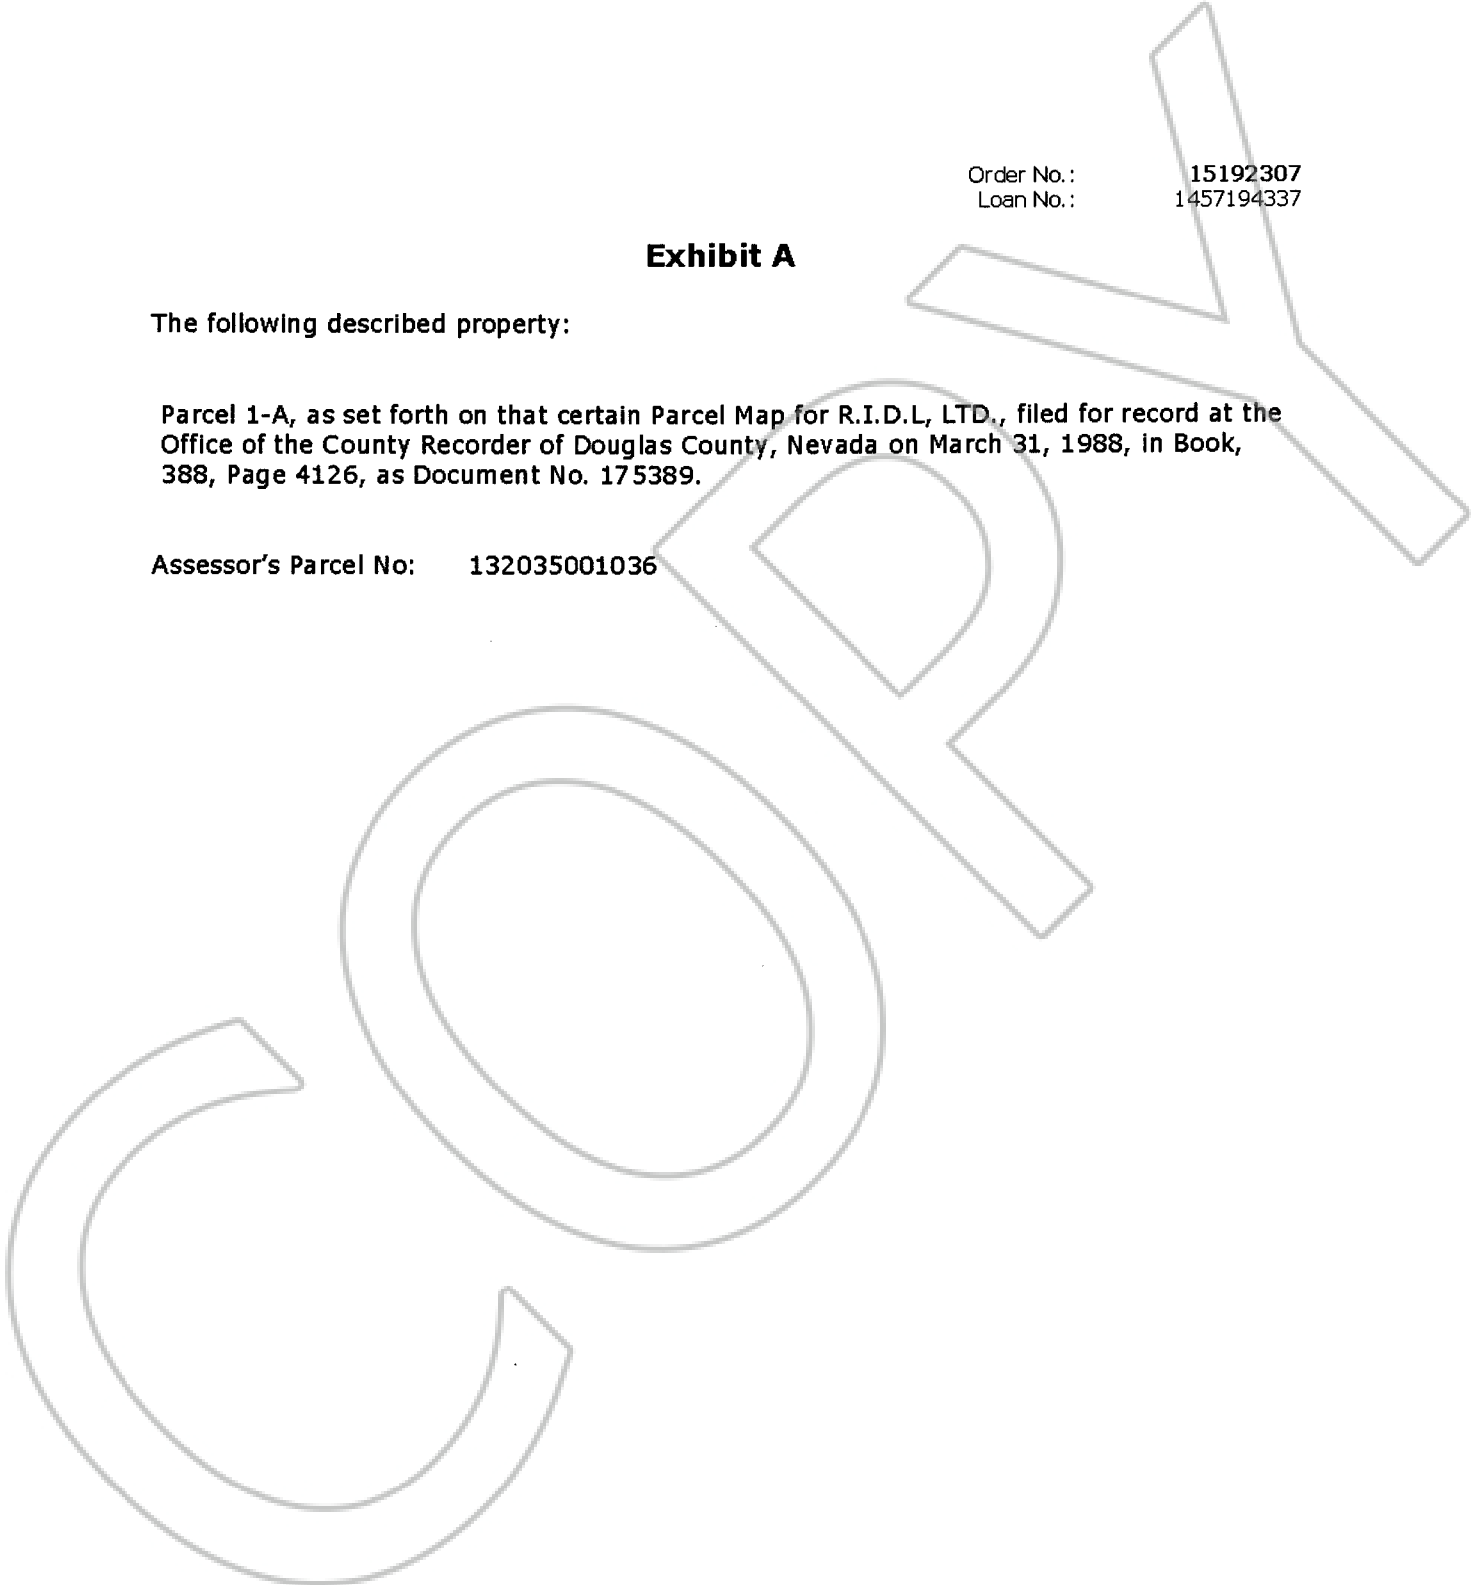 Order No.: 15192307
Loan No.: 1457194337
Exhibit A
The following described property:
Parcel 1-A, as set forth on that certain Parcel Map for R.I.D.L, LTD., filed for record at the
Office of the County Recorder of Douglas County, Nevada on March 31, 1988, in Book,
388, Page 4126, as Document No. 175389.
Assessor's Parcel No: 132035001036
COPY